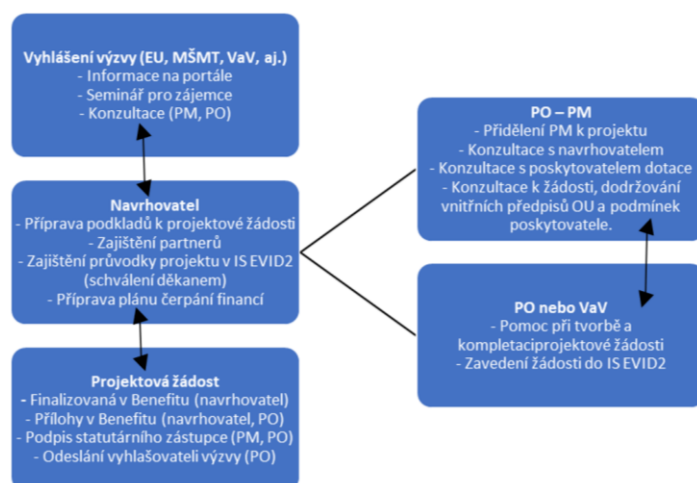 Vyhlášení výzvy (EU, MŠMT, VaV, aj.)
- Informace na portále
- Seminář pro zájemce
- Konzultace (PM, PO)
Navrhovatel
- Příprava podkladů k projektové žádosti
- Zajištění partnerů
- Zajištění průvodky projektu v IS EVID2
(schválení děkanem)
- Příprava plánu čerpání financí
Projektová žádost
- Finalizovaná v Benefitu (navrhovatel)
- Přílohy v Benefitu (navrhovatel, PO)
- Podpis statutárního zástupce (PM, PO)
- Odeslání vyhlašovateli výzvy (PO)
PO – PM
- Přidělení PM k projektu
- Konzultace s navrhovatelem
- Konzultace s poskytovatelem dotace
- Konzultace k žádosti, dodržování
vnitřních předpisů OU a podmínek
poskytovatele.
PO nebo VaV
- Pomoc při tvorbě a
kompletaciprojektové žádosti
- Zavedení žádosti do IS EVID2